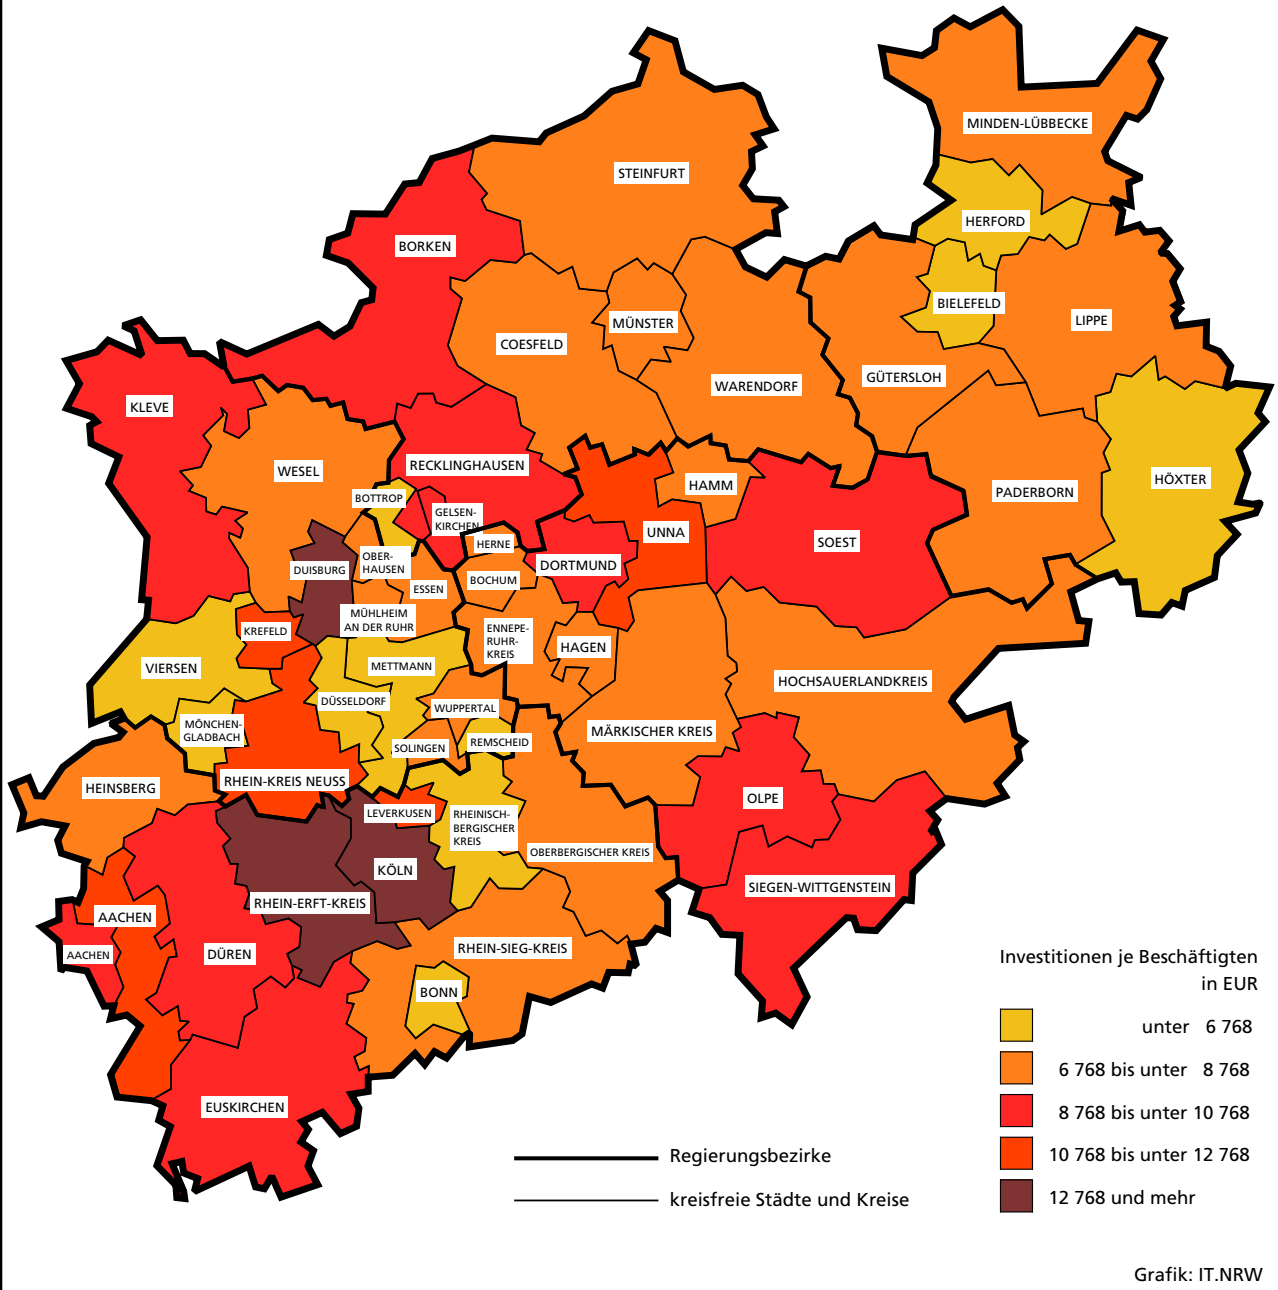 MINDEN-LÜBBECKE
STEINFURT
HERFORD
BORKEN
BIELEFELD
MÜNSTER
LIPPE
COESFELD
GÜTERSLOH
WARENDORF
KLEVE
RECKLINGHAUSEN
WESEL
HÖXTER
HAMM
PADERBORN
BOTTROP
GELSEN-
KIRCHEN
UNNA
SOEST
HERNE
OBER-
HAUSEN
DORTMUND
DUISBURG
BOCHUM
ESSEN
MÜHLHEIM
AN DER RUHR
KREFELD
ENNEPE-
RUHR-
KREIS
HAGEN
VIERSEN
METTMANN
HOCHSAUERLANDKREIS
DÜSSELDORF
WUPPERTAL
MÖNCHEN-
GLADBACH
MÄRKISCHER KREIS
REMSCHEID
SOLINGEN
RHEIN-KREIS NEUSS
HEINSBERG
OLPE
LEVERKUSEN
RHEINISCH-
BERGISCHER
KREIS
OBERBERGISCHER KREIS
KÖLN
SIEGEN-WITTGENSTEIN
RHEIN-ERFT-KREIS
AACHEN
RHEIN-SIEG-KREIS
AACHEN
DÜREN
BONN
EUSKIRCHEN
Investitionen je Beschäftigten
in EUR
unter 6 768
6 768 bis unter 8 768
8 768 bis unter 10 768
10 768 bis unter 12 768
12 768 und mehr
Regierungsbezirke
kreisfreie Städte und Kreise
Grafik: IT.NRW